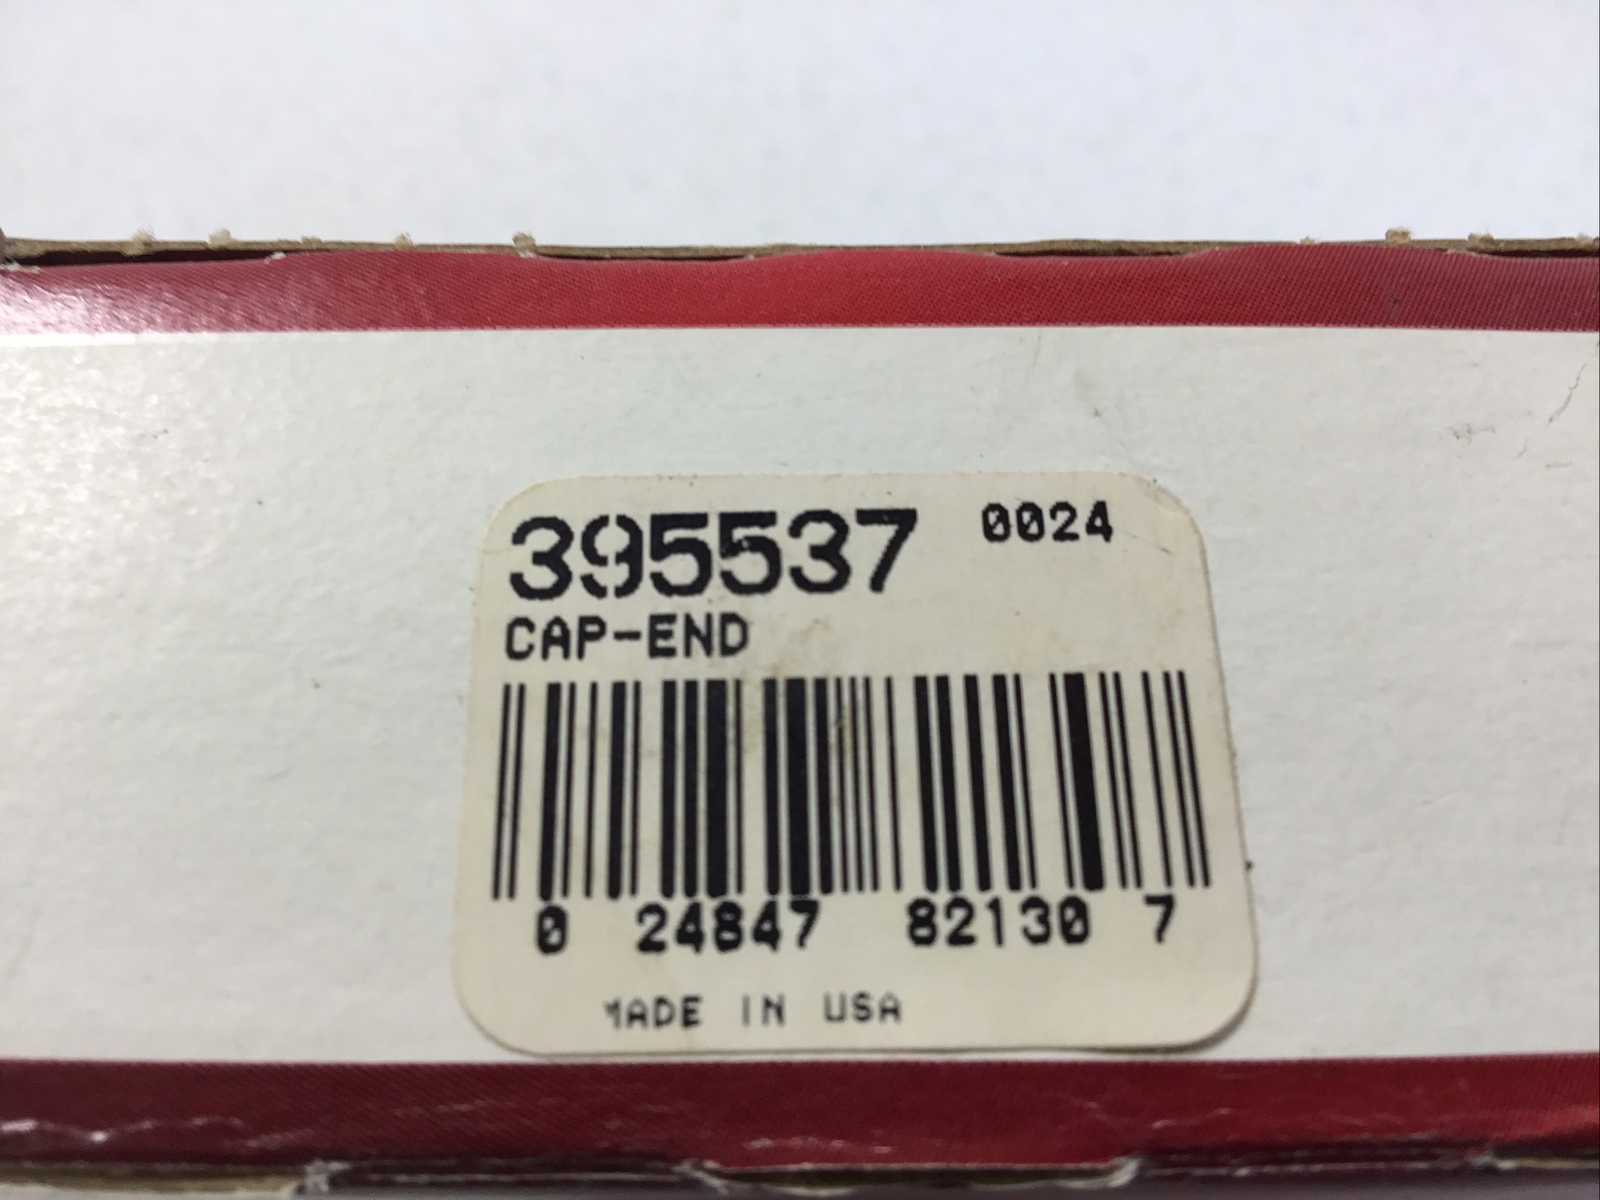 395537 0024
CAP-END
0 24847 82130 7
MADE IN USA